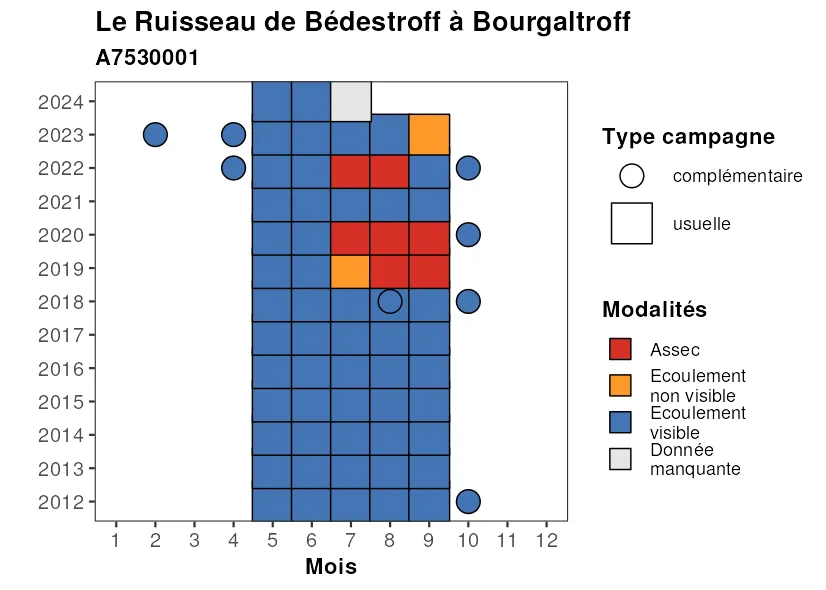 Le Ruisseau de Bédestroff à Bourgaltroff
A7530001
2024
2023
2022
2021
2020
2019
2018
2017
2016
2015
2014
2013
2012
1 2 3 4 5 6 7 8 9 10 11 12
Mois
Type campagne
complémentaire
usuelle
Modalités
Assec
Ecoulement
non visible
Ecoulement
visible
Donnée
manquante